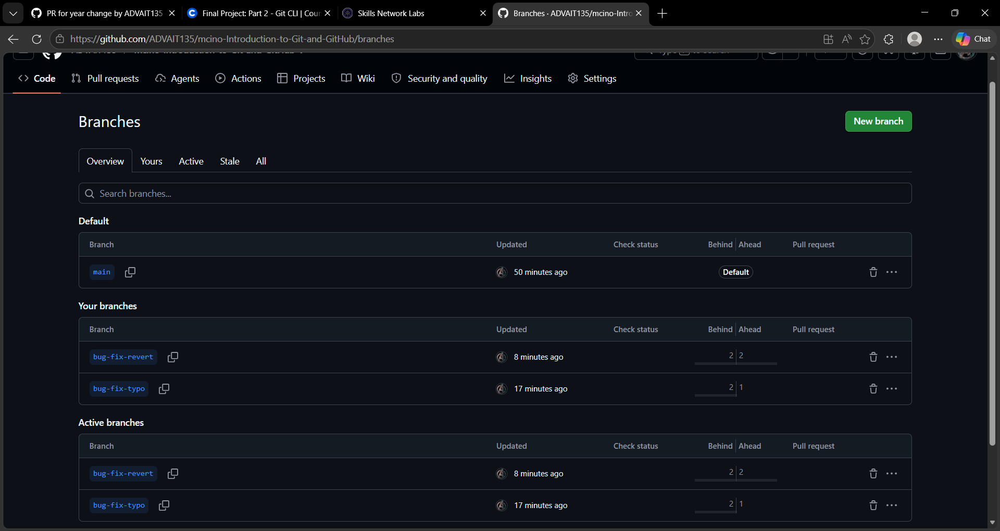 PR for year change by ADVAIT135
Final Project: Part 2 - Git CLI | Cour
Skills Network Labs
Branches · ADVAIT135/mcino-Intro
https://github.com/ADVAIT135/mcino-Introduction-to-Git-and-GitHub/branches
Chat
Code
Pull requests
Agents
Actions
Projects
Wiki
Security and quality
Insights
Settings
Branches
New branch
Overview
Yours
Active
Stale
All
Search branches...
Default
Branch Updated Check status Behind Ahead Pull request
main 50 minutes ago Default
Your branches
Branch Updated Check status Behind Ahead Pull request
bug-fix-revert 8 minutes ago 2 2
bug-fix-typo 17 minutes ago 2 1
Active branches
Branch Updated Check status Behind Ahead Pull request
bug-fix-revert 8 minutes ago 2 2
bug-fix-typo 17 minutes ago 2 1